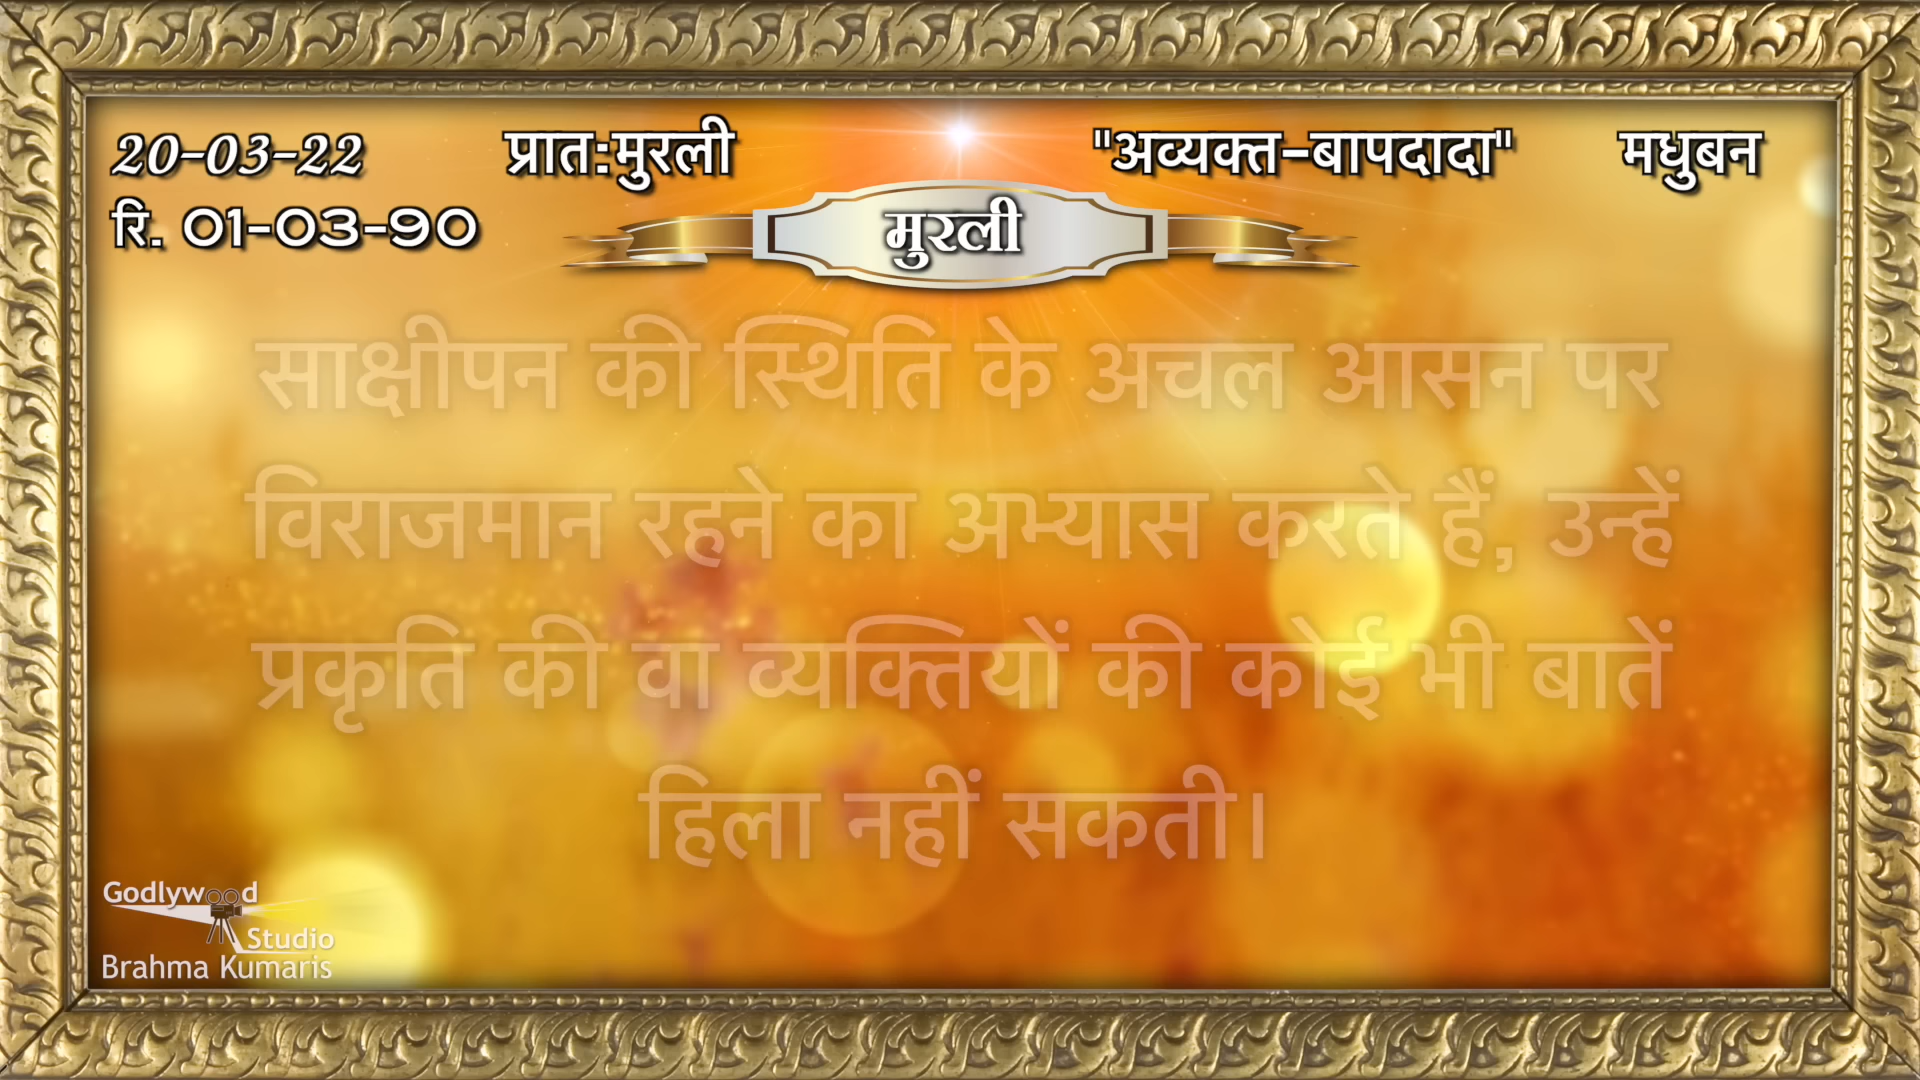 20-03-22 प्रात:मुरली "अव्यक्त-बापदादा" मधुबन
रि. 01-03-90
मुरली
साक्षीपन की स्थिति के अचल आसन पर
विराजमान रहने का अभ्यास करते हैं, उन्हें
प्रकृति की वा व्यक्तियों की कोई भी बातें
हिला नहीं सकती।
Godlywood
Studio
Brahma Kumaris